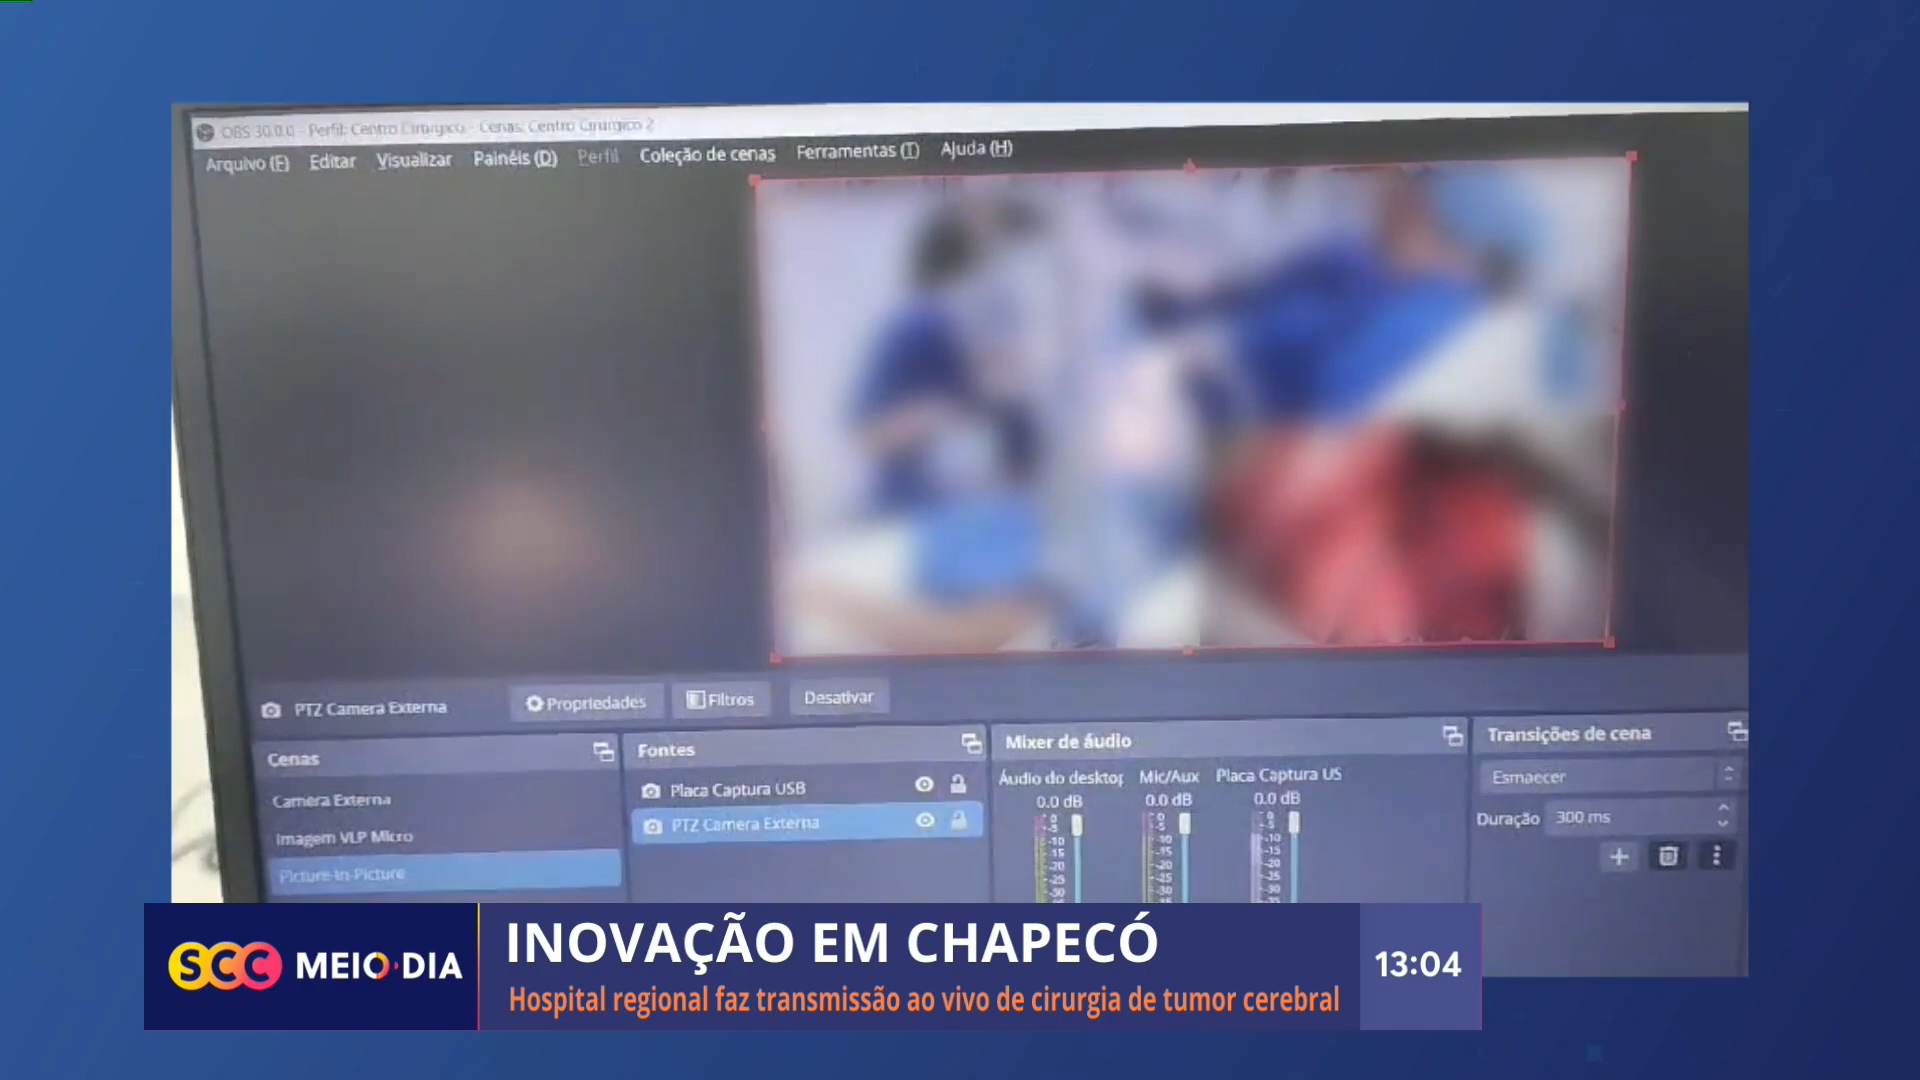 OBS 30.0.0 - Perfil: Centro Cirurgico - Cenas: Centro Cirurgico 2
Arquivo (F) Editar Visualizar Painéis (D) Perfil Coleção de cenas Ferramentas (T) Ajuda (H)
PTZ Camera Externa Propriedades Filtros Desativar
Cenas
Camera Externa
Imagem VLP Micro
Picture-in-Picture
Fontes
Placa Captura USB
PTZ Camera Externa
Mixer de áudio
Áudio do desktop Mic/Aux Placa Captura US
0.0 dB 0.0 dB 0.0 dB
Transições de cena
Esmaecer
Duração 300 ms
SCC MEIO-DIA
INOVAÇÃO EM CHAPECÓ
Hospital regional faz transmissão ao vivo de cirurgia de tumor cerebral
13:04